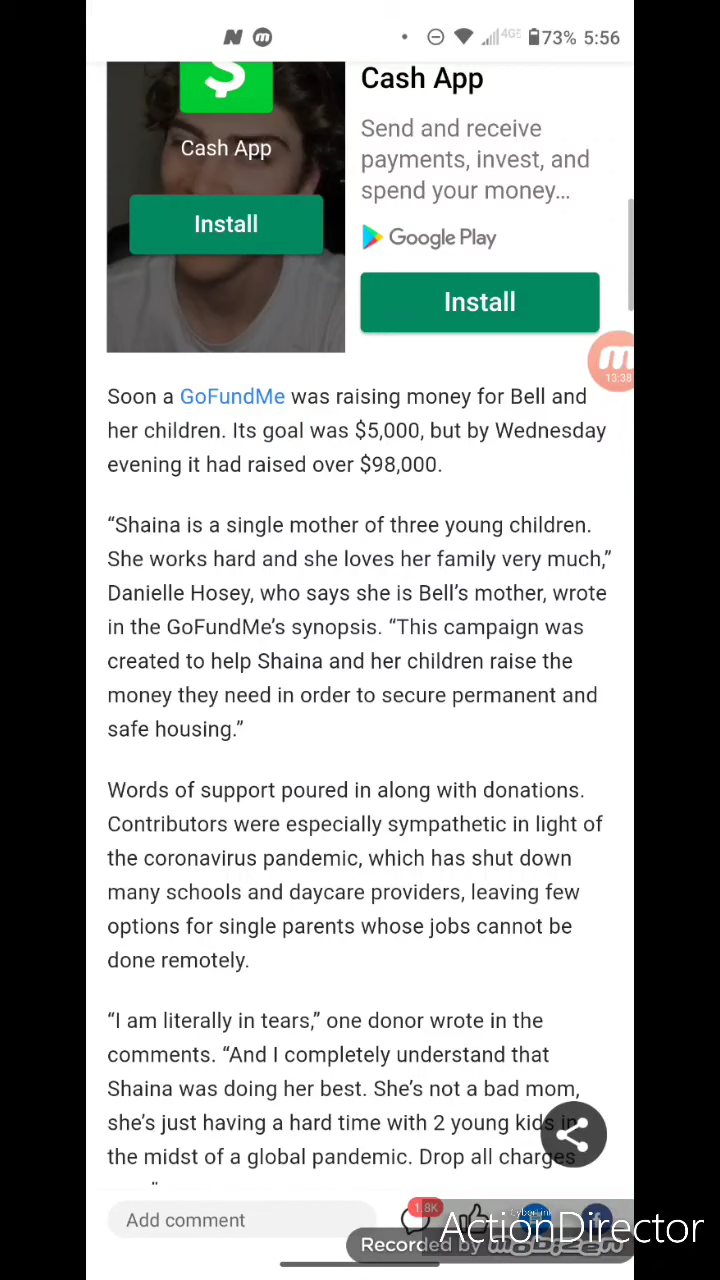 4GE 73% 5:56
Cash App
Install
Cash App
Send and receive
payments, invest, and
spend your money...
Google Play
Install
13:38
Soon a GoFundMe was raising money for Bell and
her children. Its goal was $5,000, but by Wednesday
evening it had raised over $98,000.
“Shaina is a single mother of three young children.
She works hard and she loves her family very much,”
Danielle Hosey, who says she is Bell’s mother, wrote
in the GoFundMe’s synopsis. “This campaign was
created to help Shaina and her children raise the
money they need in order to secure permanent and
safe housing.”
Words of support poured in along with donations.
Contributors were especially sympathetic in light of
the coronavirus pandemic, which has shut down
many schools and daycare providers, leaving few
options for single parents whose jobs cannot be
done remotely.
“I am literally in tears,” one donor wrote in the
comments. “And I completely understand that
Shaina was doing her best. She’s not a bad mom,
she’s just having a hard time with 2 young kids in
the midst of a global pandemic. Drop all charges
Add comment
1.8K
CyberLink
ActionDirector
Recorded by mobizen